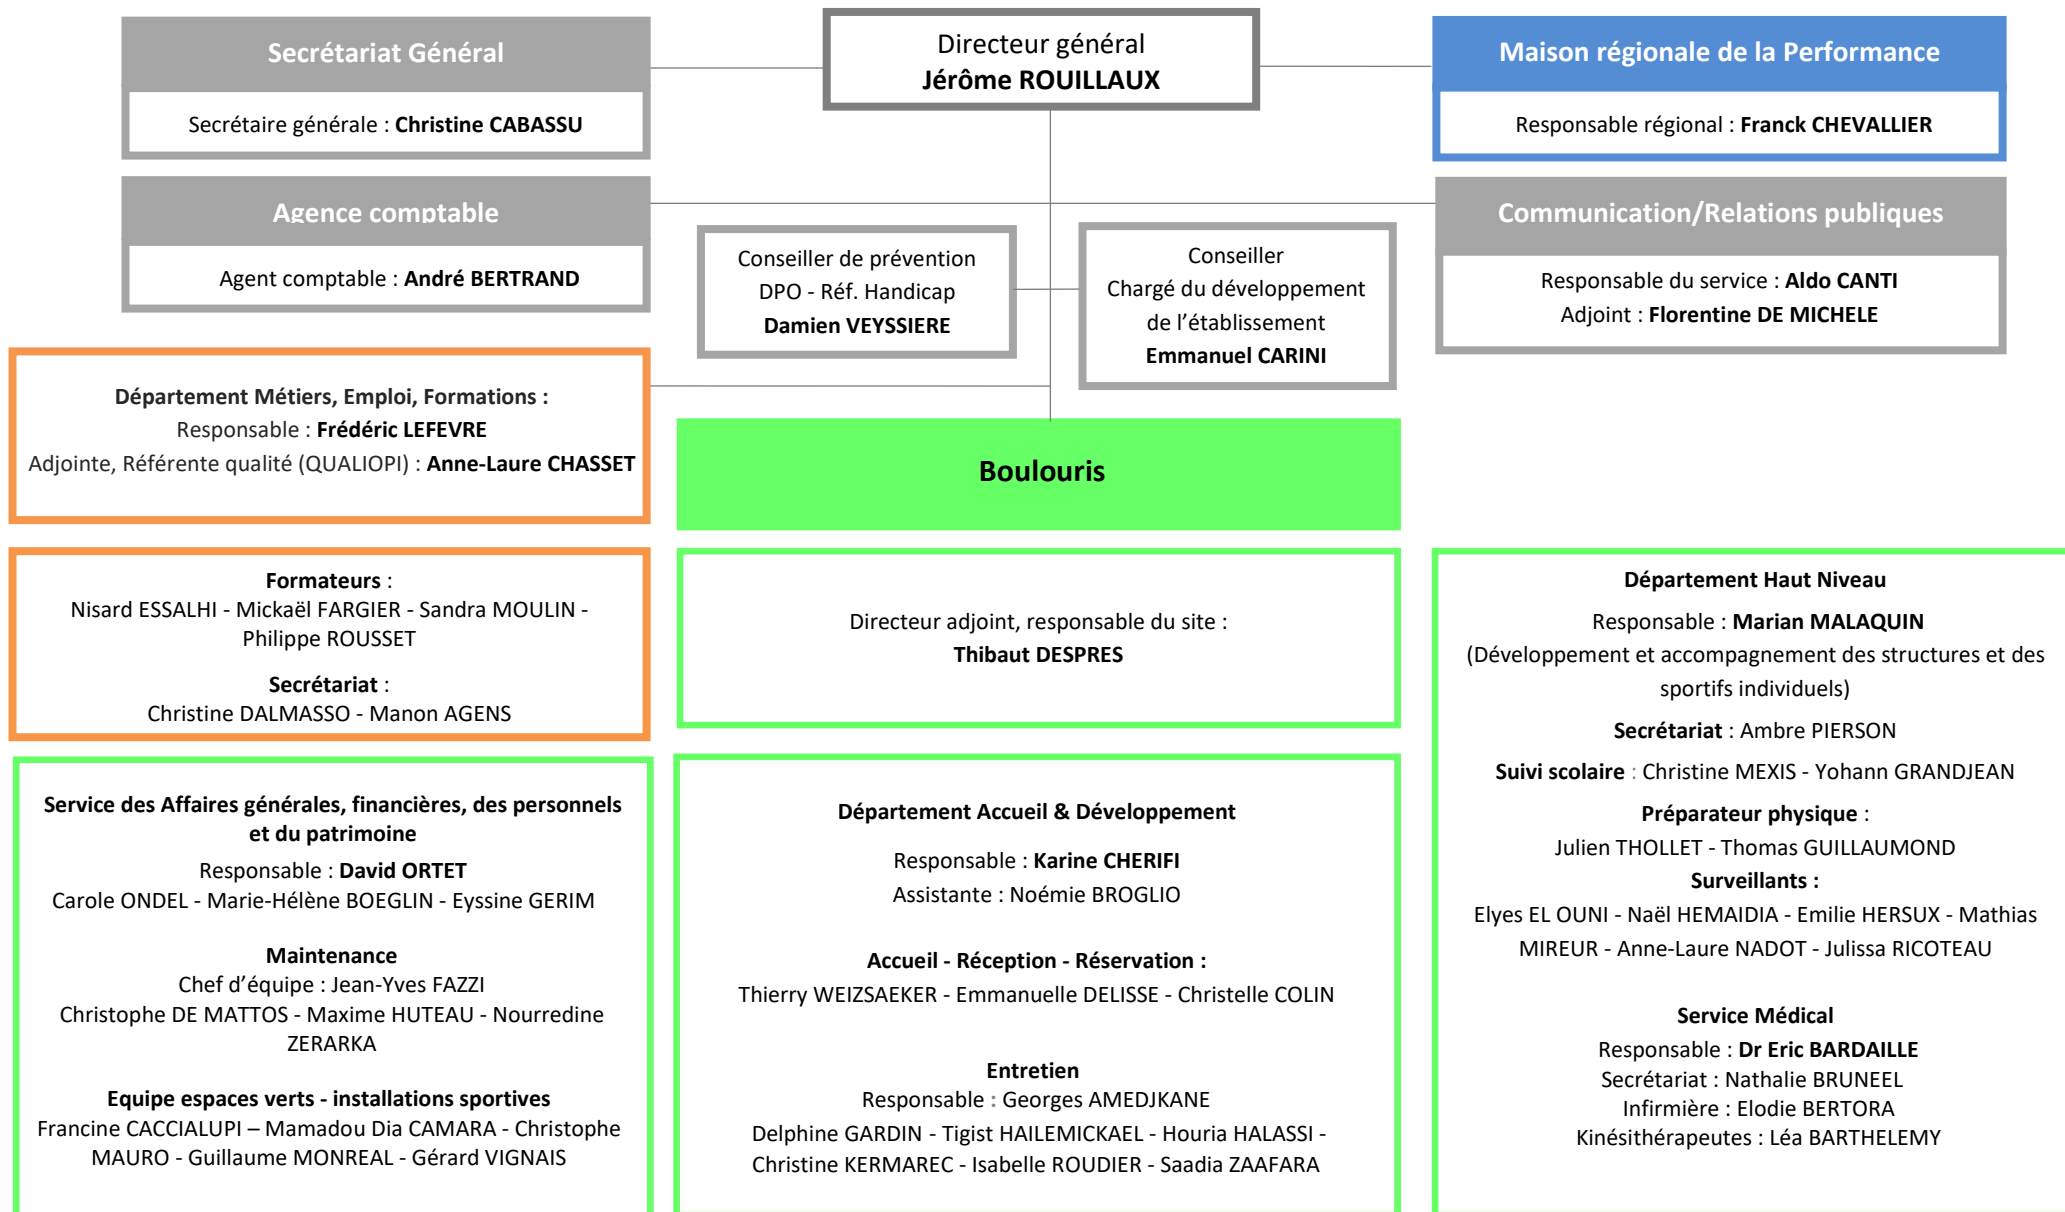 Secrétariat Général
Secrétaire générale : Christine CABASSU
Directeur général
Jérôme ROUILLAUX
Maison régionale de la Performance
Responsable régional : Franck CHEVALLIER
Agence comptable
Agent comptable : André BERTRAND
Conseiller de prévention
DPO - Réf. Handicap
Damien VEYSSIERE
Conseiller
Chargé du développement
de l’établissement
Emmanuel CARINI
Communication/Relations publiques
Responsable du service : Aldo CANTI
Adjoint : Florentine DE MICHELE
Département Métiers, Emploi, Formations :
Responsable : Frédéric LEFEVRE
Adjointe, Référente qualité (QUALIOPI) : Anne-Laure CHASSET
Boulouris
Formateurs :
Nisard ESSALHI - Mickaël FARGIER - Sandra MOULIN -
Philippe ROUSSET
Secrétariat :
Christine DALMASSO - Manon AGENS
Directeur adjoint, responsable du site :
Thibaut DESPRES
Département Haut Niveau
Responsable : Marian MALAQUIN
(Développement et accompagnement des structures et des
sportifs individuels)
Secrétariat : Ambre PIERSON
Suivi scolaire : Christine MEXIS - Yohann GRANDJEAN
Préparateur physique :
Julien THOLLET - Thomas GUILLAUMOND
Surveillants :
Elyes EL OUNI - Naël HEMAIDIA - Emilie HERSUX - Mathias
MIREUR - Anne-Laure NADOT - Julissa RICOTEAU
Service Médical
Responsable : Dr Eric BARDAILLE
Secrétariat : Nathalie BRUNEEL
Infirmière : Elodie BERTORA
Kinésithérapeutes : Léa BARTHELEMY
Service des Affaires générales, financières, des personnels
et du patrimoine
Responsable : David ORTET
Carole ONDEL - Marie-Hélène BOEGLIN - Eyssine GERIM
Maintenance
Chef d’équipe : Jean-Yves FAZZI
Christophe DE MATTOS - Maxime HUTEAU - Nourredine
ZERARKA
Equipe espaces verts - installations sportives
Francine CACCIALUPI – Mamadou Dia CAMARA - Christophe
MAURO - Guillaume MONREAL - Gérard VIGNAIS
Département Accueil & Développement
Responsable : Karine CHERIFI
Assistante : Noémie BROGLIO
Accueil - Réception - Réservation :
Thierry WEIZSAEKER - Emmanuelle DELISSE - Christelle COLIN
Entretien
Responsable : Georges AMEDJKANE
Delphine GARDIN - Tigist HAILEMICKAEL - Houria HALASSI -
Christine KERMAREC - Isabelle ROUDIER - Saadia ZAAFARA